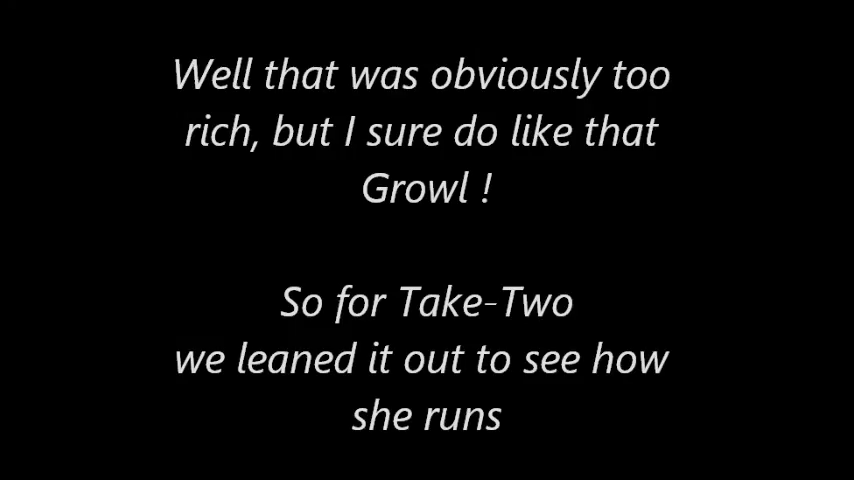 Well that was obviously too
rich, but I sure do like that
Growl !
So for Take-Two
we leaned it out to see how
she runs